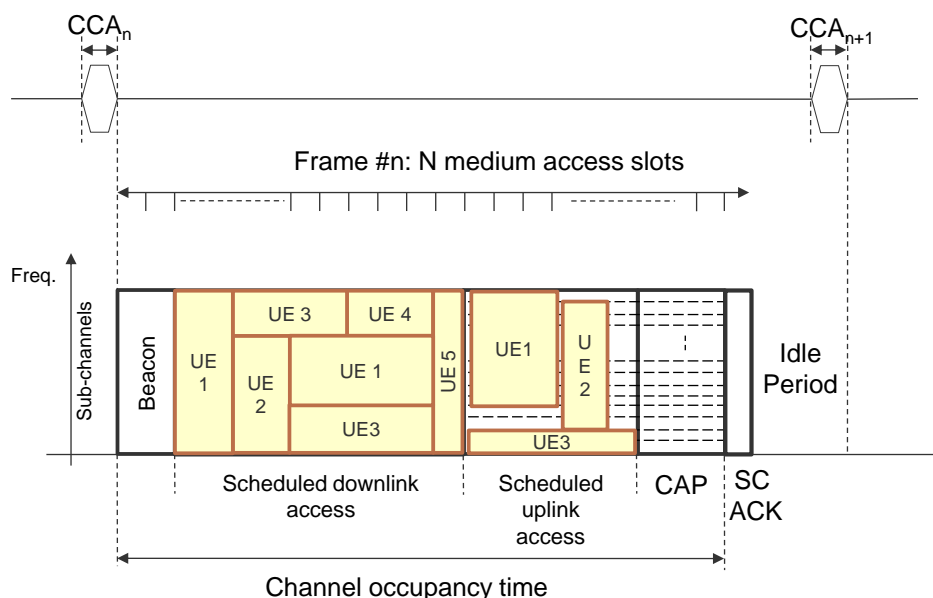 CCAn
CCAn+1
Frame #n: N medium access slots
Freq.
Sub-channels
Beacon
UE
1
UE 3
UE 4
UE
2
UE 1
UE3
UE 5
UE1
U
E
2
UE3
Idle
Period
Scheduled downlink
access
Scheduled
uplink
access
CAP
SC
ACK
Channel occupancy time